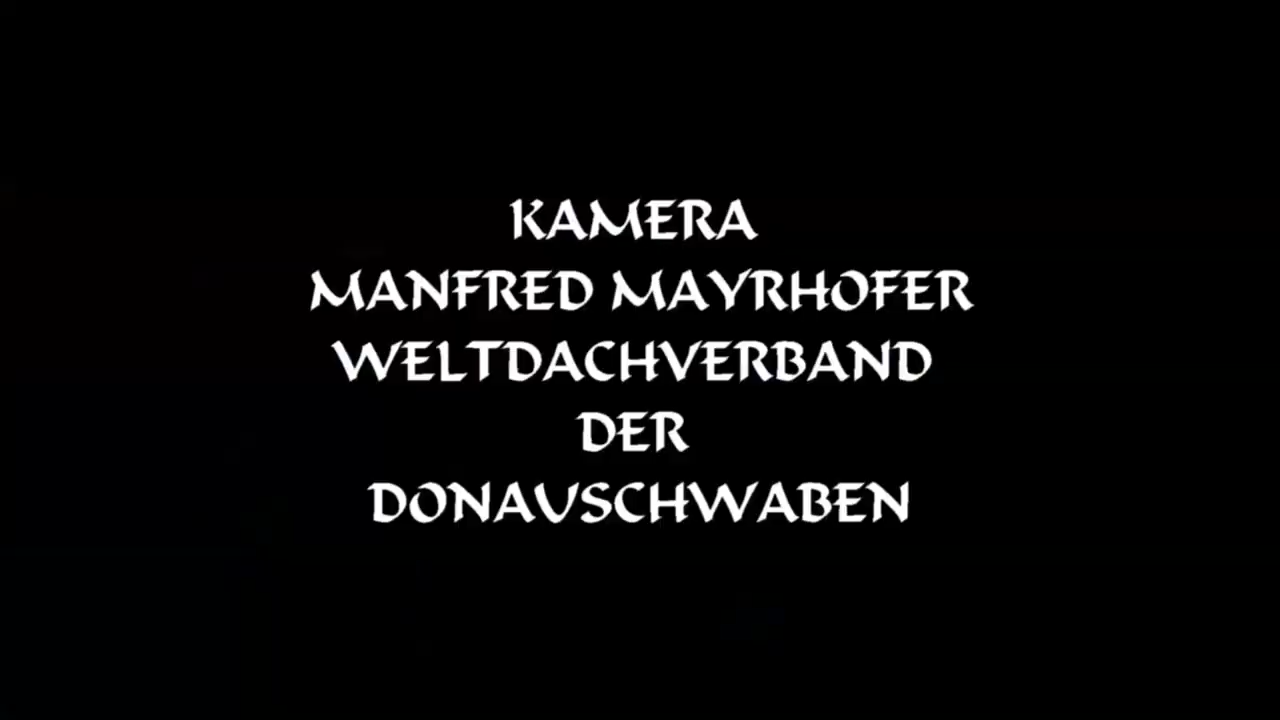 KAMERA
MANFRED MAYRHOFER
WELTDACHVERBAND
DER
DONAUSCHWABEN